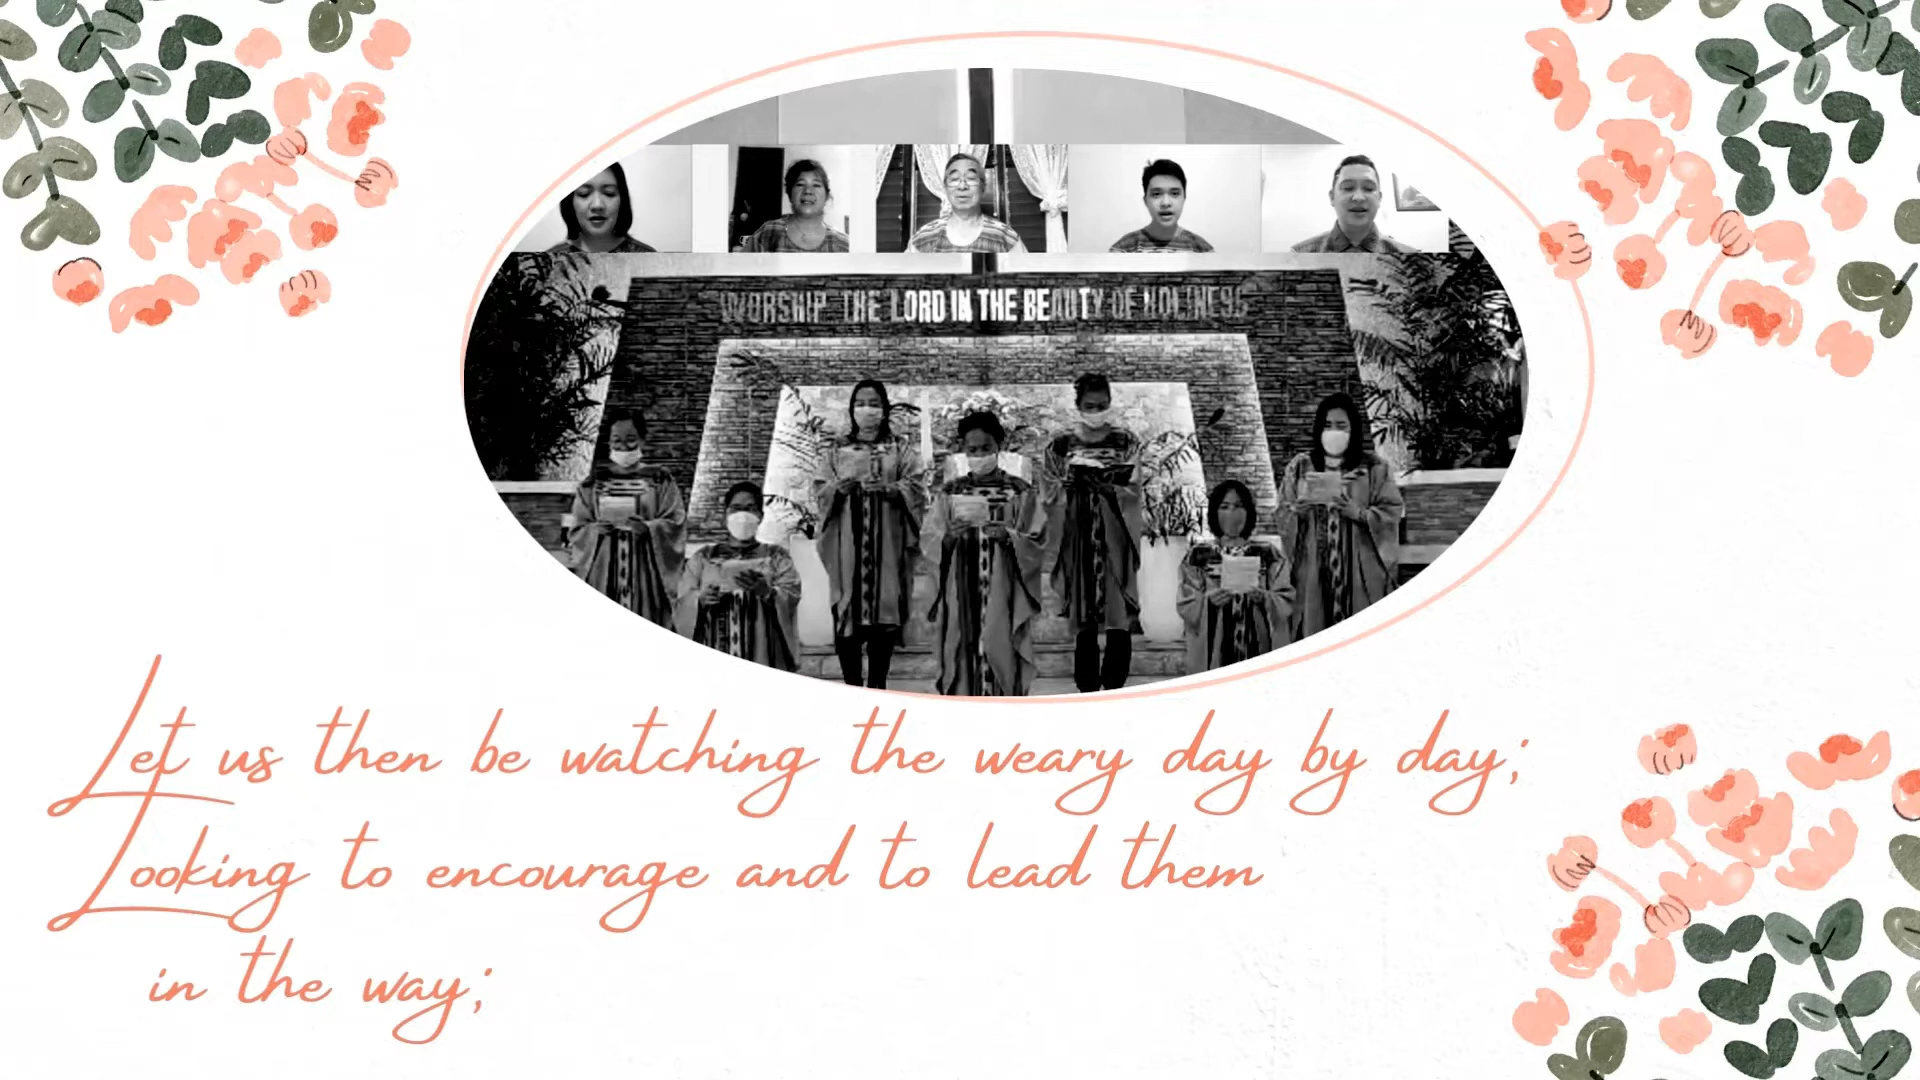 WORSHIP THE LORD IN THE BEAUTY OF HOLINESS
Let us then be watching the weary day by day;
Looking to encourage and to lead them
in the way;